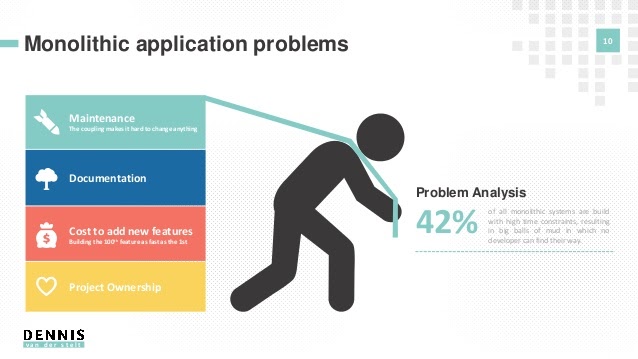 Monolithic application problems
10
Maintenance
The coupling makes it hard to change anything
Documentation
Cost to add new features
Building the 100th feature as fast as the 1st
Project Ownership
Problem Analysis
42%
of all monolithic systems are build
with high time constraints, resulting
in big balls of mud in which no
developer can find their way.
DENNIS
van der stelt